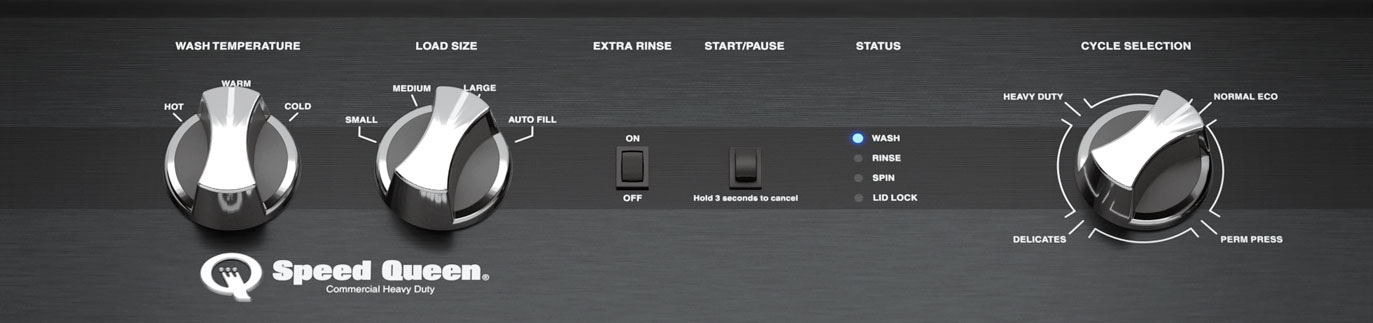 WASH TEMPERATURE
HOT
WARM
COLD
LOAD SIZE
SMALL
MEDIUM
LARGE
AUTO FILL
EXTRA RINSE
ON
OFF
START/PAUSE
Hold 3 seconds to cancel
STATUS
WASH
RINSE
SPIN
LID LOCK
CYCLE SELECTION
HEAVY DUTY
NORMAL ECO
DELICATES
PERM PRESS
Speed Queen®
Commercial Heavy Duty